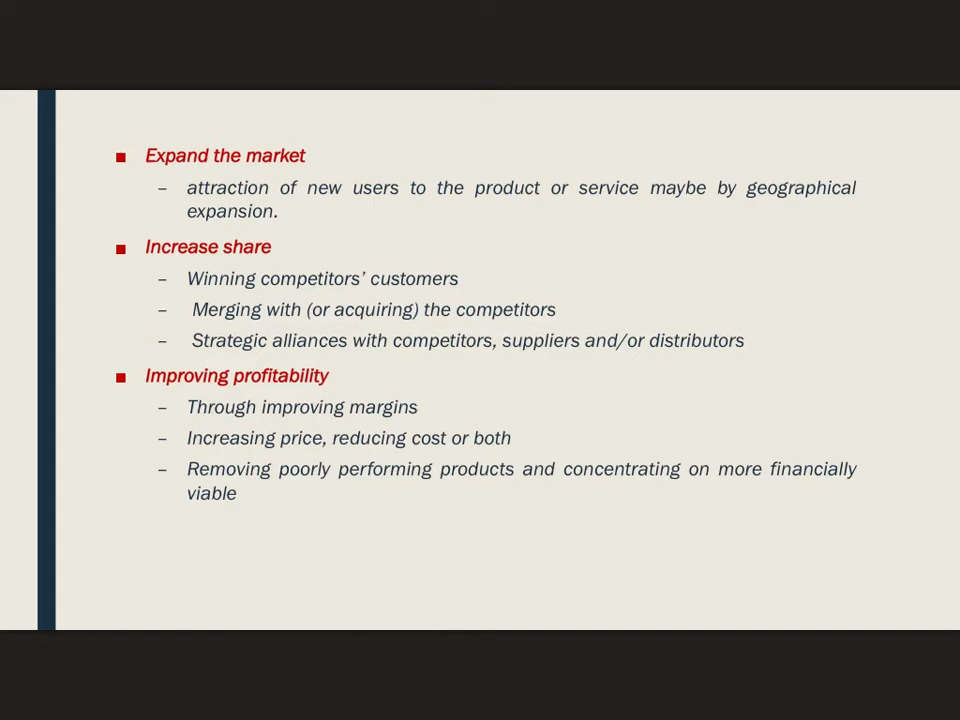 ■ Expand the market
– attraction of new users to the product or service maybe by geographical
expansion.
■ Increase share
– Winning competitors' customers
– Merging with (or acquiring) the competitors
– Strategic alliances with competitors, suppliers and/or distributors
■ Improving profitability
– Through improving margins
– Increasing price, reducing cost or both
– Removing poorly performing products and concentrating on more financially
viable